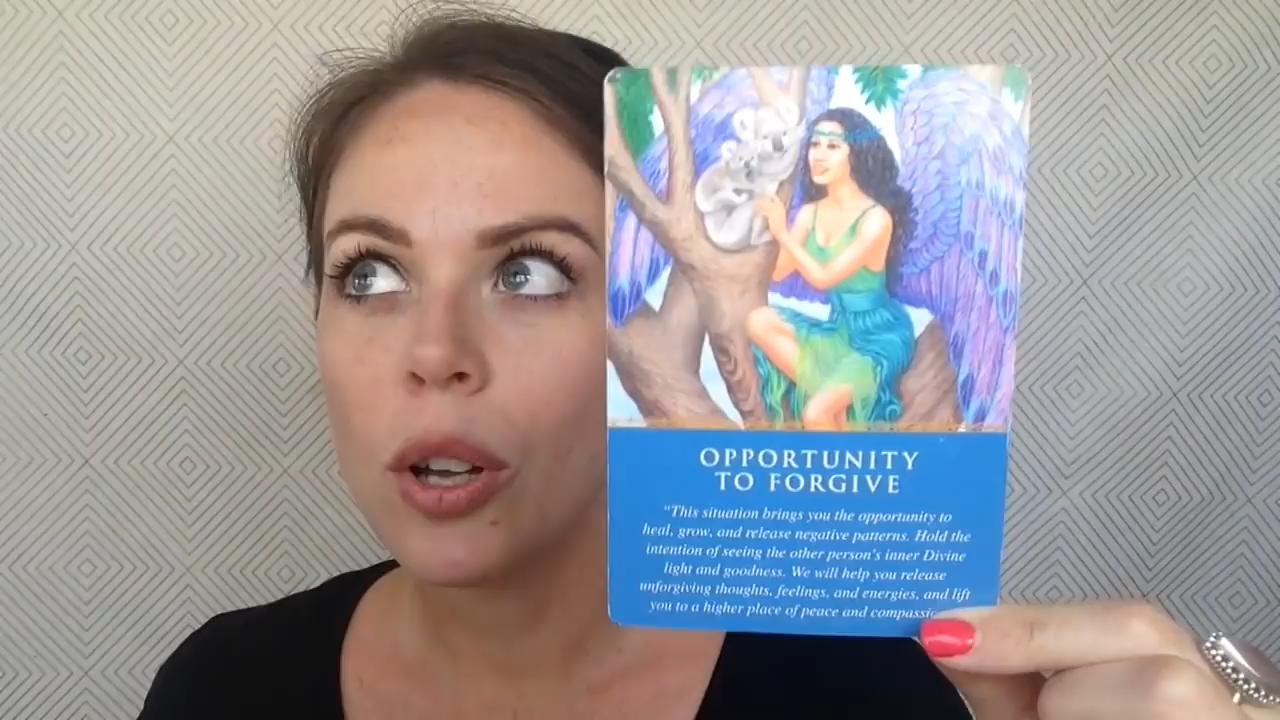 OPPORTUNITY
TO FORGIVE
"This situation brings you the opportunity to
heal, grow, and release negative patterns. Hold the
intention of seeing the other person's inner Divine
light and goodness. We will help you release
unforgiving thoughts, feelings, and energies, and lift
you to a higher place of peace and